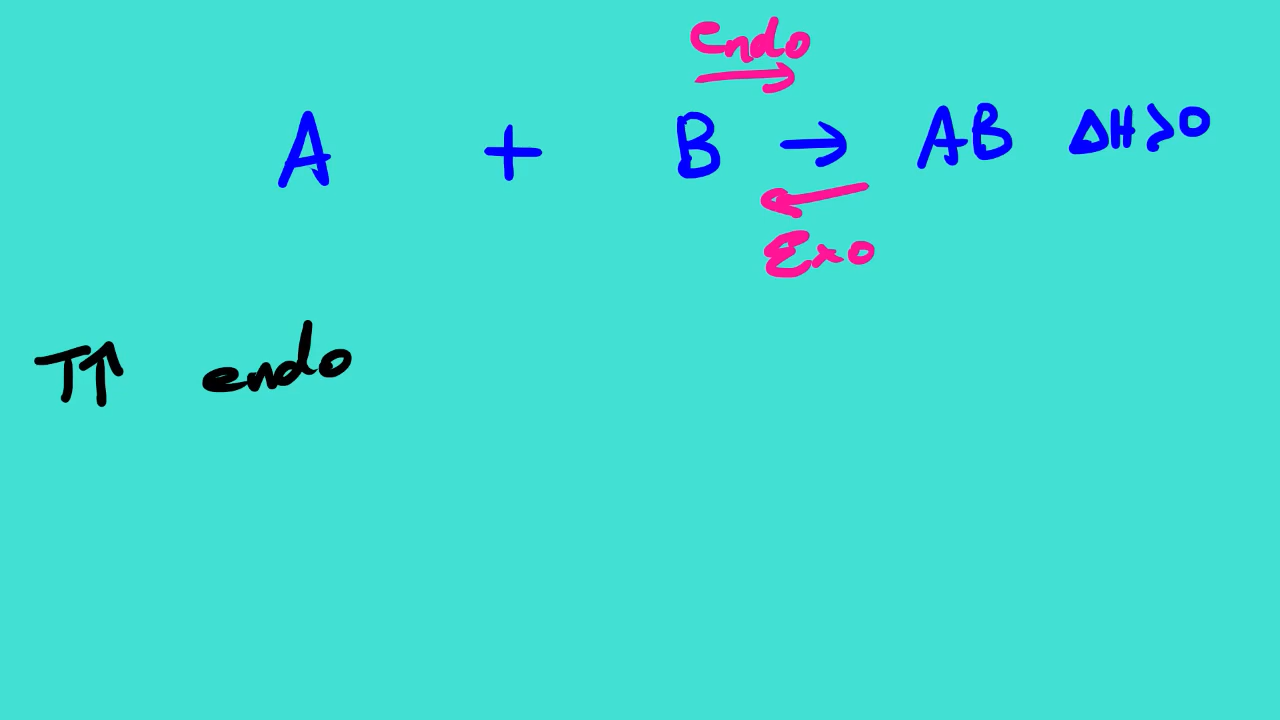 endo
→
A + B → AB ΔH>0
←
Exo
T↑ endo